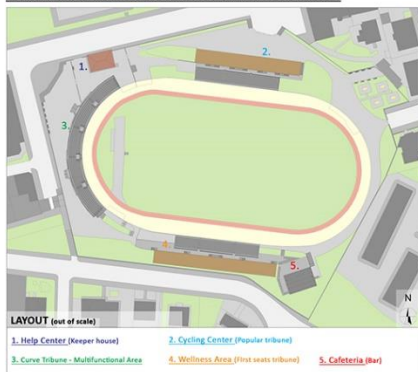 2.
1.
3.
4.
5.
N
LAYOUT (out of scale)
1. Help Center (Keeper house)
2. Cycling Center (Popular tribune)
3. Curve Tribune - Multifunctional Area
4. Wellness Area (First seats tribune)
5. Cafeteria (Bar)